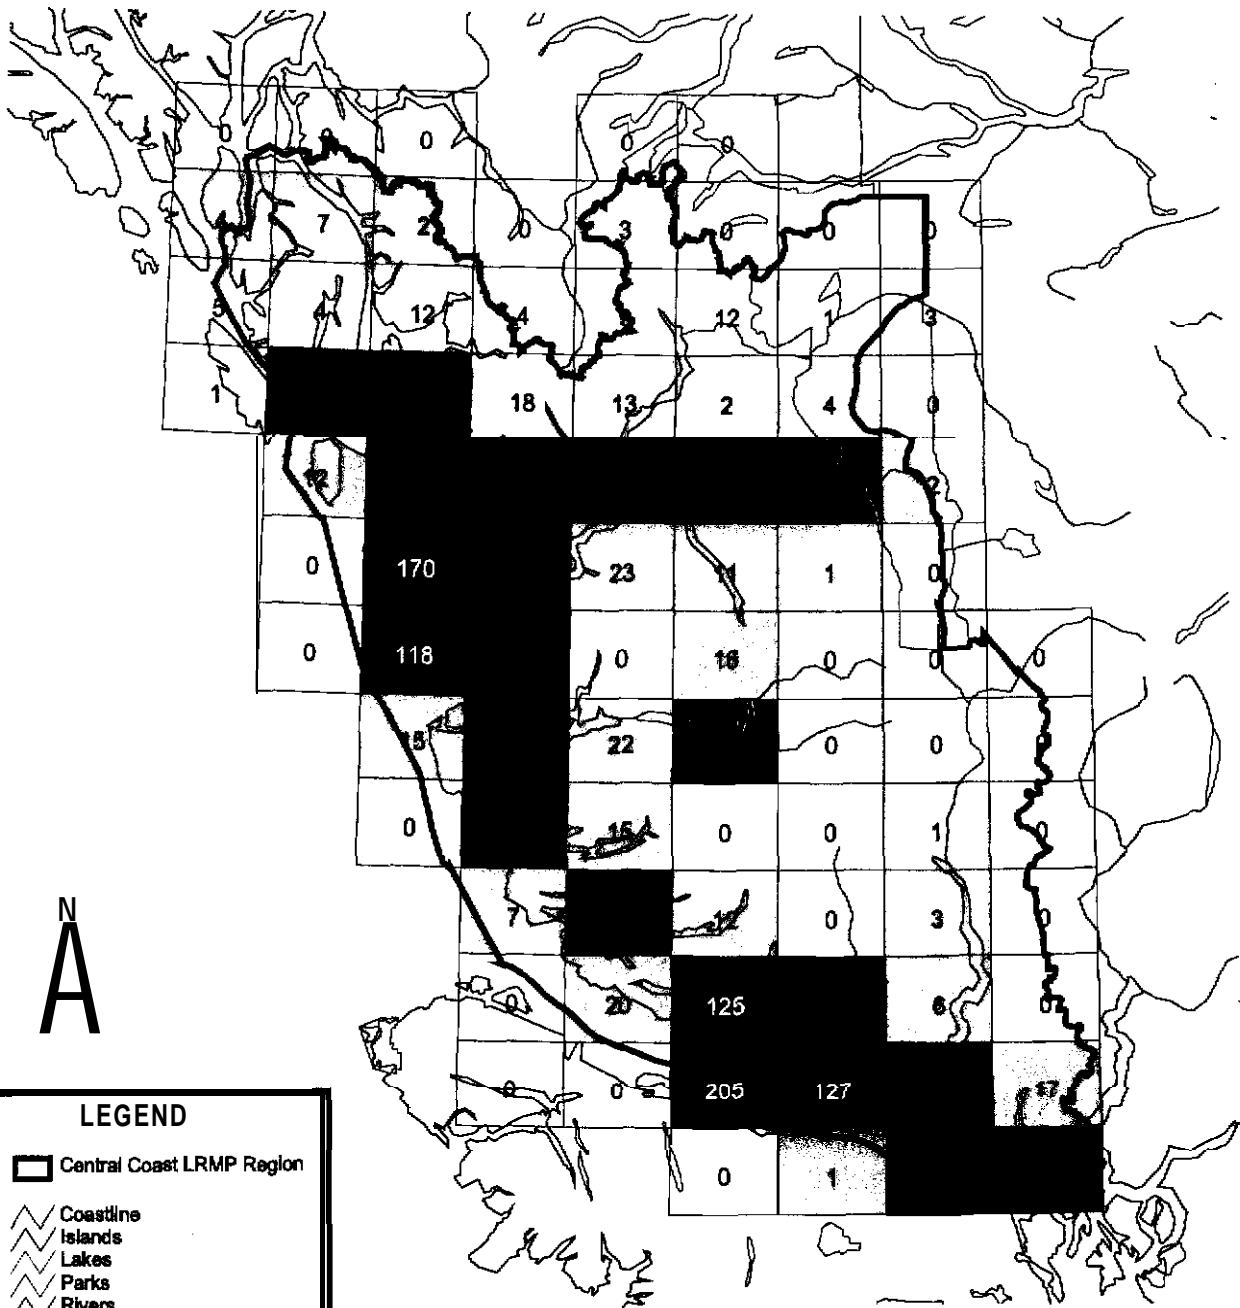 0 0 0 0
7 2 0 3 0 0 0
5 4 12 4 12 1 3
1 18 13 2 4 0
12 2
0 170 23 11 1 0
0 118 0 16 0 0 0
15 22 0 0
0 15 0 0 1 0
7 12 0 3 0
0 20 125 6 0
0 0 205 127 17
0 1
N
LEGEND
Central Coast LRMP Region
Coastline
Islands
Lakes
Parks
Rivers